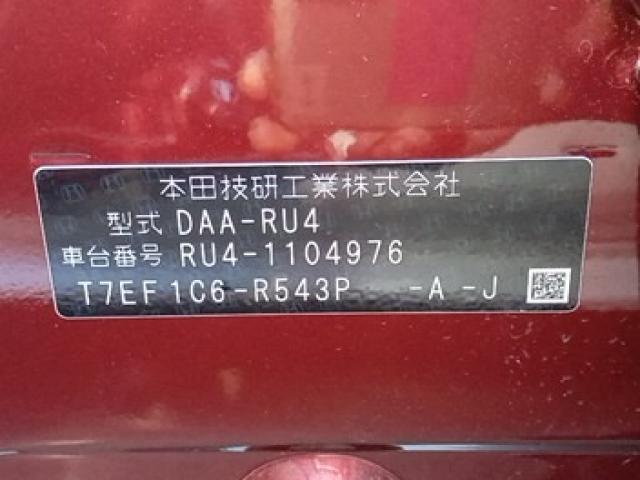 本田技研工業株式会社
型式 DAA-RU4
車台番号 RU4-1104976
T7EF1C6-R543P -A -J